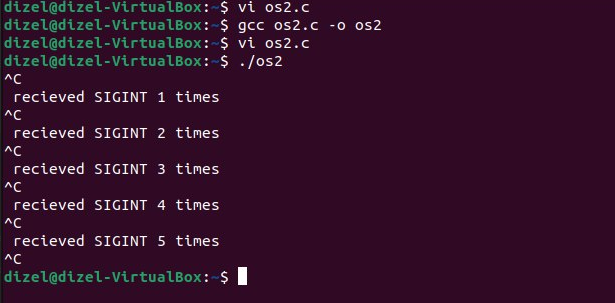 dizel@dizel-VirtualBox:~$ vi os2.c
dizel@dizel-VirtualBox:~$ gcc os2.c -o os2
dizel@dizel-VirtualBox:~$ vi os2.c
dizel@dizel-VirtualBox:~$ ./os2
^C
 recieved SIGINT 1 times
^C
 recieved SIGINT 2 times
^C
 recieved SIGINT 3 times
^C
 recieved SIGINT 4 times
^C
 recieved SIGINT 5 times
^C
dizel@dizel-VirtualBox:~$